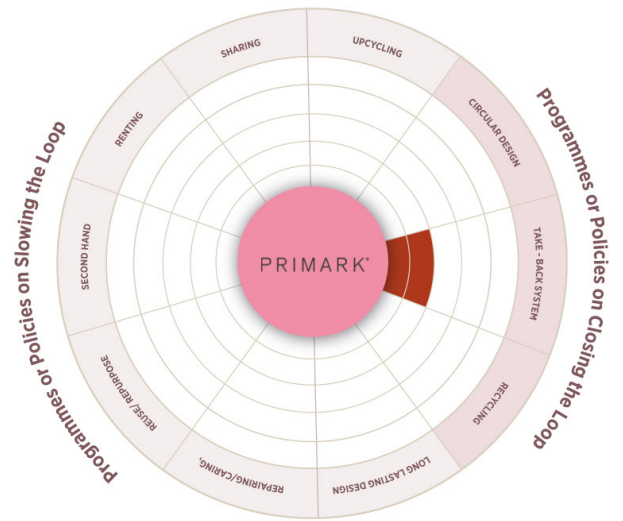 SHARING
UPCYCLING
CIRCULAR DESIGN
TAKE - BACK SYSTEM
RECYCLING
LONG LASTING DESIGN
REPAIRING/CARING,
REUSE/ REPURPOSE
SECOND HAND
RENTING
PRIMARK®
Programmes or Policies on Closing the Loop
programmes or Policies on Slowing the Loop